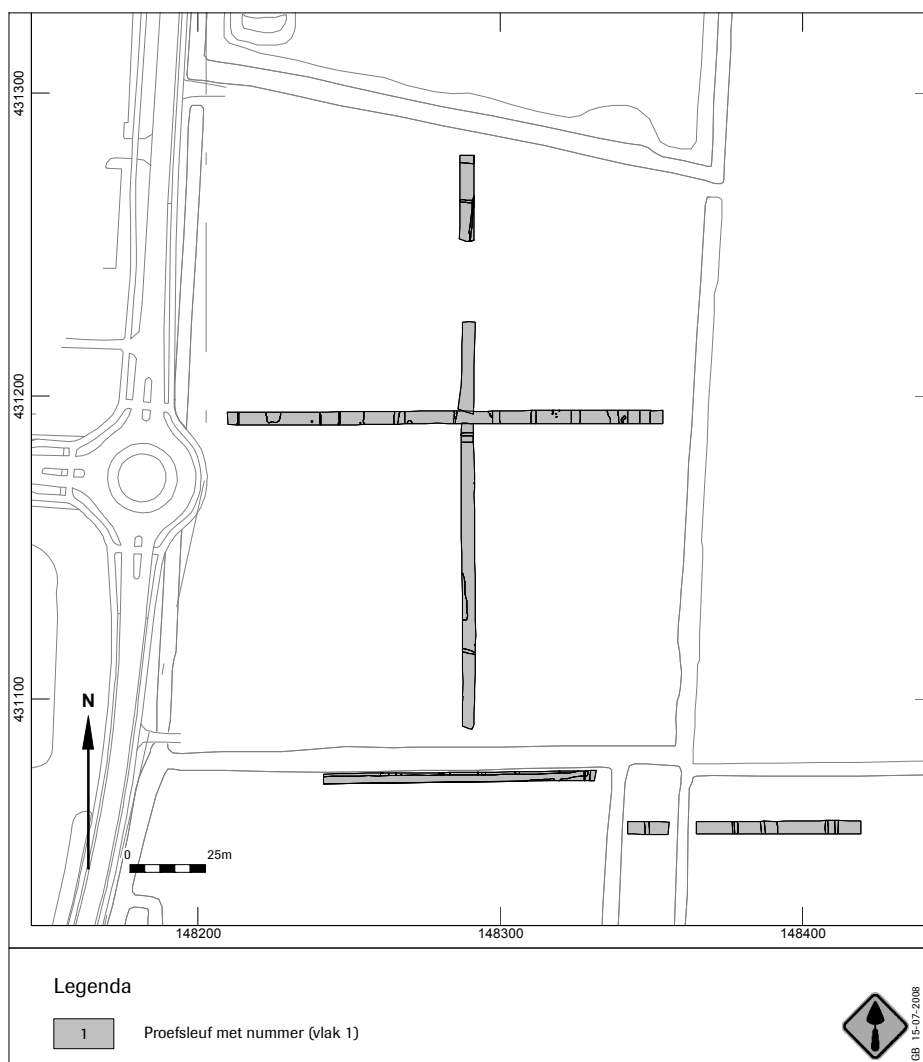 431300
431200
431100
N
0 25m
148200 148300 148400
Legenda
1 Proefsleuf met nummer (vlak 1)
GB 15-07-2008